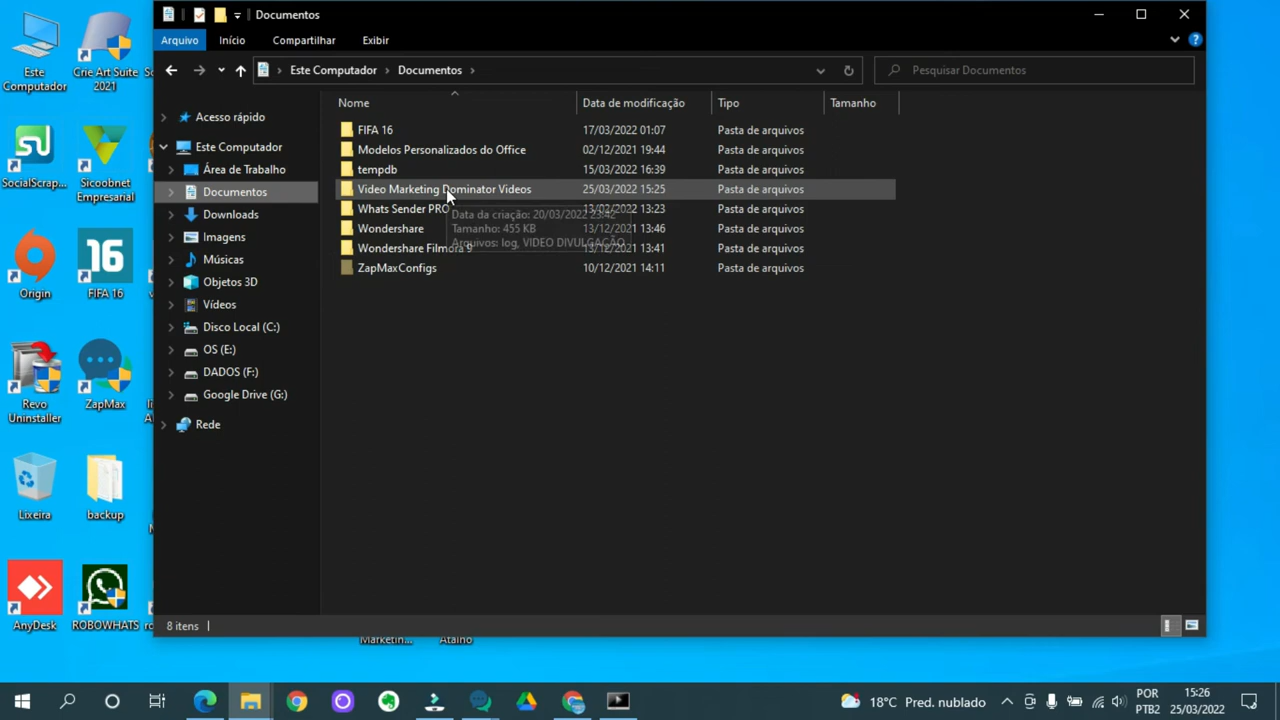 Documentos
Arquivo Início Compartilhar Exibir
Este Computador Documentos
Pesquisar Documentos
Nome Data de modificação Tipo Tamanho
FIFA 16 17/03/2022 01:07 Pasta de arquivos
Modelos Personalizados do Office 02/12/2021 19:44 Pasta de arquivos
tempdb 15/03/2022 16:39 Pasta de arquivos
Video Marketing Dominator Videos 25/03/2022 15:25 Pasta de arquivos
Whats Sender PRO 13/02/2022 13:23 Pasta de arquivos
Wondershare 13/12/2021 13:46 Pasta de arquivos
Wondershare Filmora 9 13/12/2021 13:41 Pasta de arquivos
ZapMaxConfigs 10/12/2021 14:11 Pasta de arquivos
Data da criação: 20/03/2022 23:42
Tamanho: 455 KB
Arquivos: log, VIDEO DIVULGAÇÃO
Acesso rápido
Este Computador
Área de Trabalho
Documentos
Downloads
Imagens
Músicas
Objetos 3D
Vídeos
Disco Local (C:)
OS (E:)
DADOS (F:)
Google Drive (G:)
Rede
8 itens
Este
Computador
Crie Art Suite
2021
SocialScrap...
Sicoobnet
Empresarial
Origin
FIFA 16
Revo
Uninstaller
ZapMax
Lixeira
backup
AnyDesk
ROBOWHATS
Marketin...
18°C Pred. nublado
POR
PTB2
15:26
25/03/2022